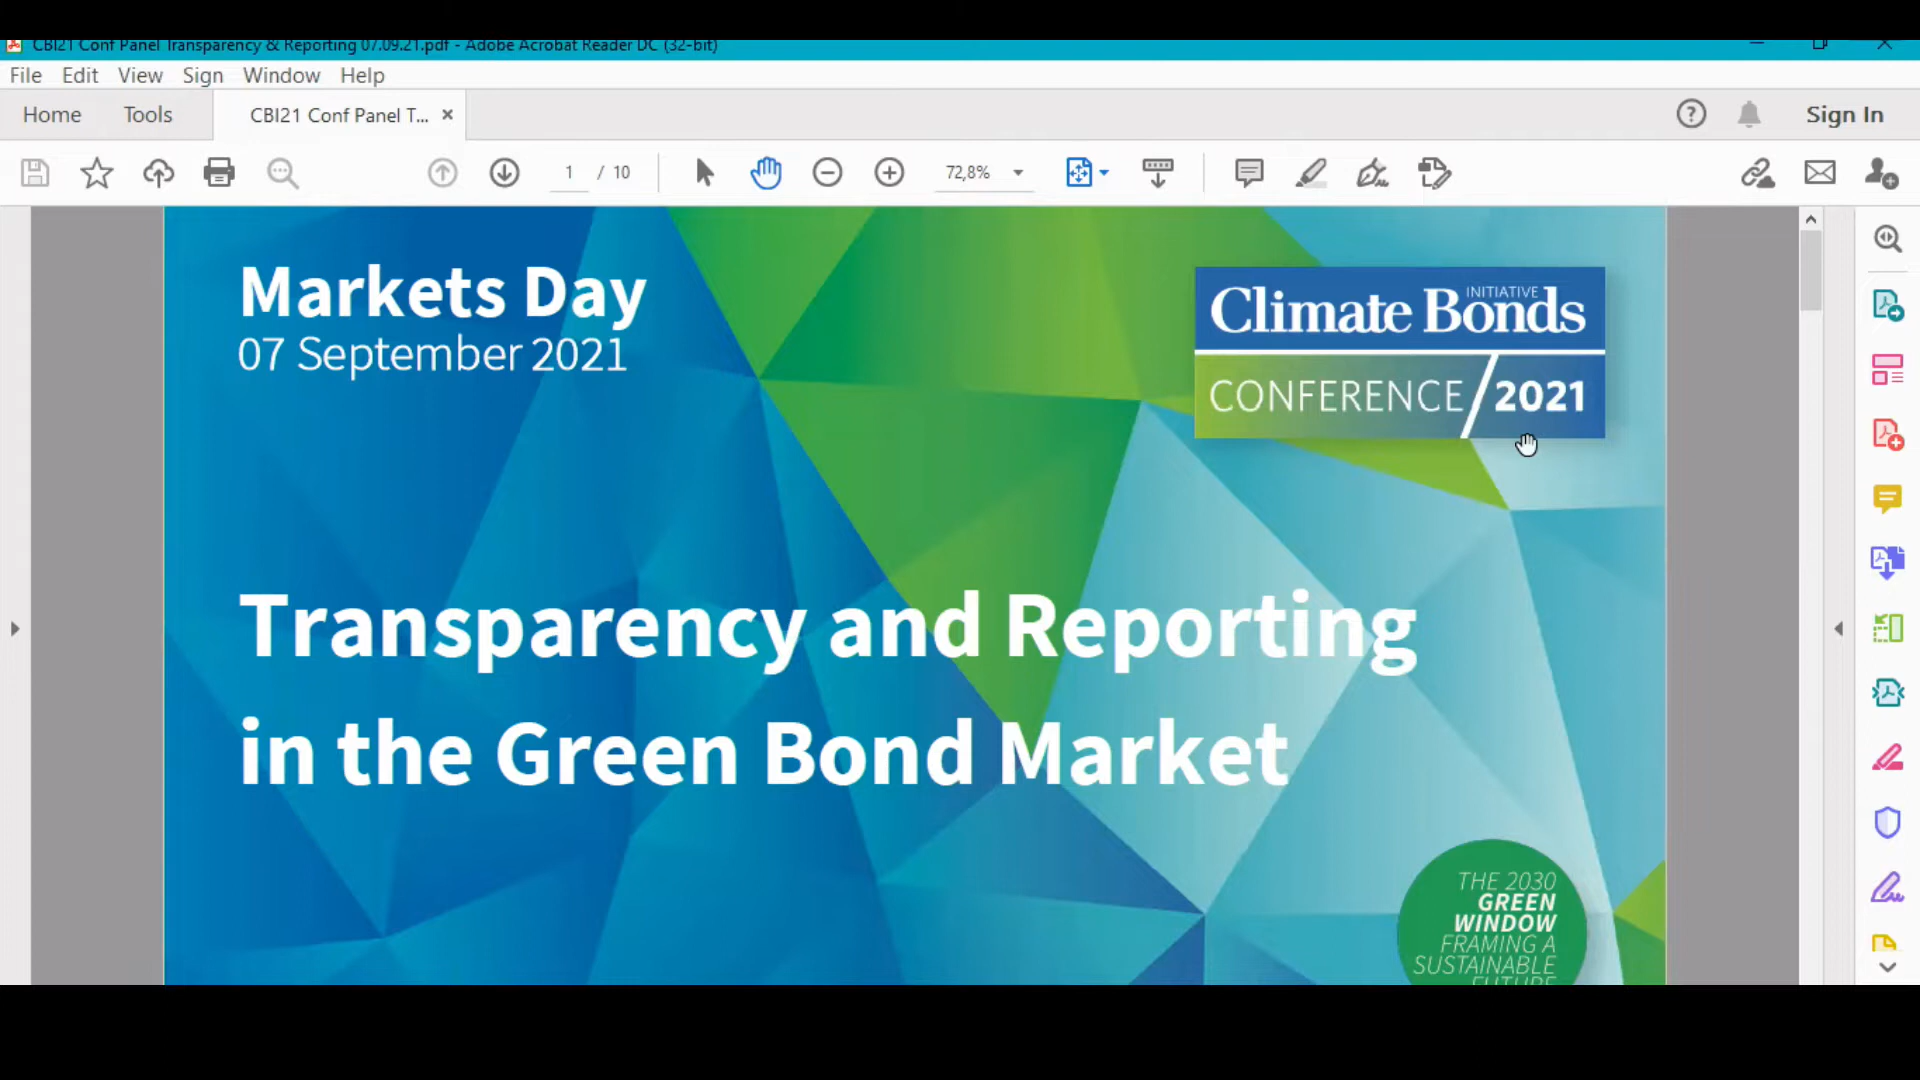 CBI21 Conf Panel Transparency & Reporting 07.09.21.pdf - Adobe Acrobat Reader DC (32-bit)
File Edit View Sign Window Help
Home Tools CBI21 Conf Panel T... × Sign In
1 / 10 72,8%
Markets Day
07 September 2021
Climate Bonds
INITIATIVE
CONFERENCE/2021
Transparency and Reporting
in the Green Bond Market
THE 2030
GREEN
WINDOW
FRAMING A
SUSTAINABLE
FUTURE